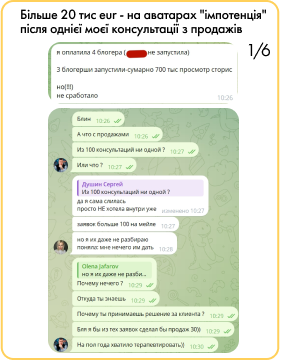 Більше 20 тис eur - на аватарах "імпотенція"
після однієї моєї консультації з продажів
1/6
я оплатила 4 блогера ( не запустила)
3 блогерши запустили-сумарно 700 тыс просмотр сторис
но(!!!)
не сработало
10:26
Блин 10:26
А что с продажами 10:26
Из 100 консультаций ни одной ? 10:27
Или что ? 10:27
Душин Сергей
Из 100 консультаций ни одной ?
да я сама слилась
просто НЕ хотела внутри уже изменено 10:27
заявок больше 100 на мейле 10:27
но я их даже не разбираю
поняла: мне нечего им дать 10:28
Olena Jafarov
но я их даже не разби...
Почему нечего ? 10:29
Откуда ты знаешь 10:29
Почему ты принимаешь решение за клиента ? 10:29
Бля я бы из тех заявок сделал бы продаж 30)) 10:29
На пол года хватило терапевтировать)) 10:30